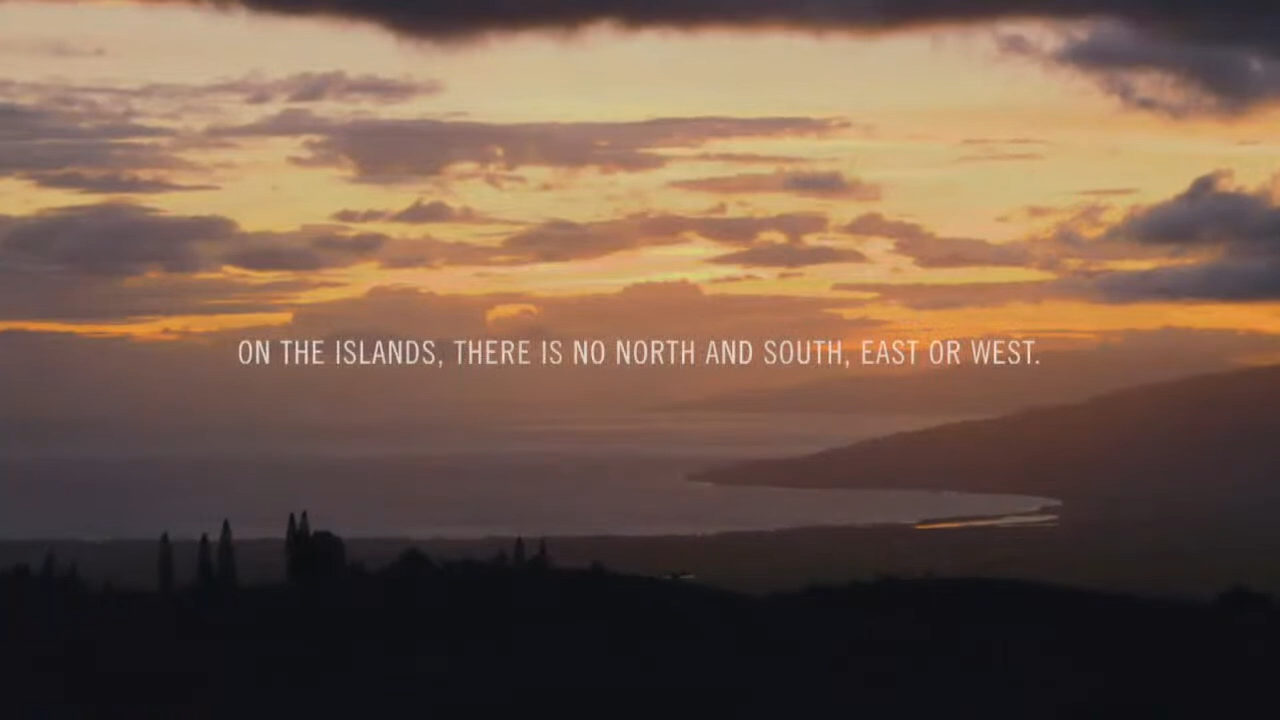 ON THE ISLANDS, THERE IS NO NORTH AND SOUTH, EAST OR WEST.